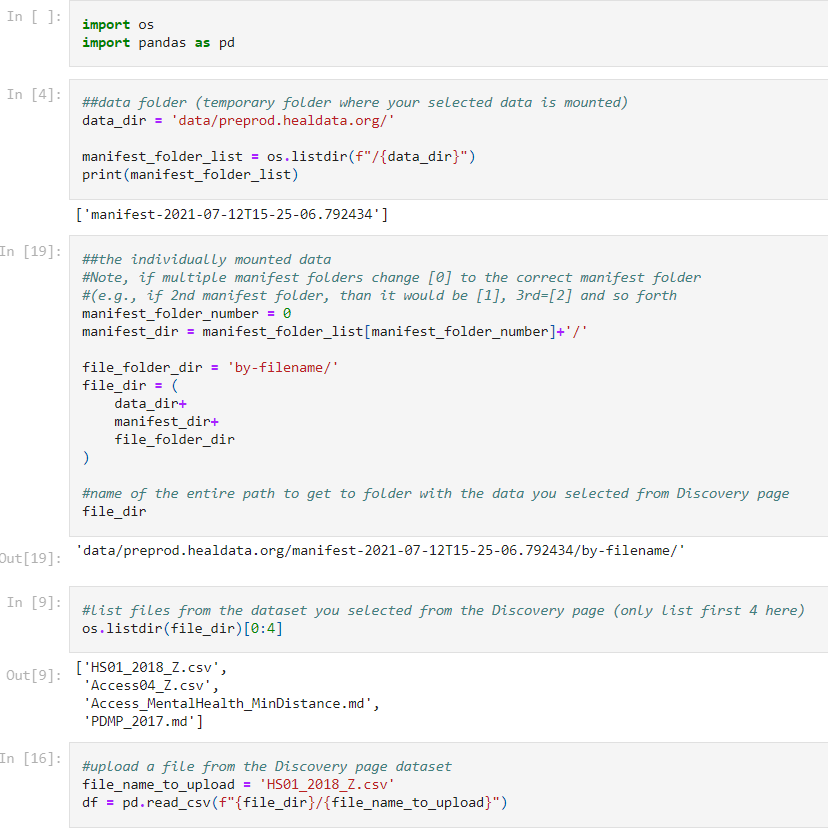 In [ ]:
import os
import pandas as pd
In [4]:
##data folder (temporary folder where your selected data is mounted)
data_dir = 'data/preprod.healdata.org/'
manifest_folder_list = os.listdir(f"/{data_dir}")
print(manifest_folder_list)
['manifest-2021-07-12T15-25-06.792434']
In [19]:
##the individually mounted data
#Note, if multiple manifest folders change [0] to the correct manifest folder
#(e.g., if 2nd manifest folder, than it would be [1], 3rd=[2] and so forth
manifest_folder_number = 0
manifest_dir = manifest_folder_list[manifest_folder_number]+'/'
file_folder_dir = 'by-filename/'
file_dir = (
    data_dir+
    manifest_dir+
    file_folder_dir
)
#name of the entire path to get to folder with the data you selected from Discovery page
file_dir
Out[19]:
'data/preprod.healdata.org/manifest-2021-07-12T15-25-06.792434/by-filename/'
In [9]:
#list files from the dataset you selected from the Discovery page (only list first 4 here)
os.listdir(file_dir)[0:4]
Out[9]:
['HS01_2018_Z.csv',
 'Access04_Z.csv',
 'Access_MentalHealth_MinDistance.md',
 'PDMP_2017.md']
In [16]:
#upload a file from the Discovery page dataset
file_name_to_upload = 'HS01_2018_Z.csv'
df = pd.read_csv(f"{file_dir}/{file_name_to_upload}")